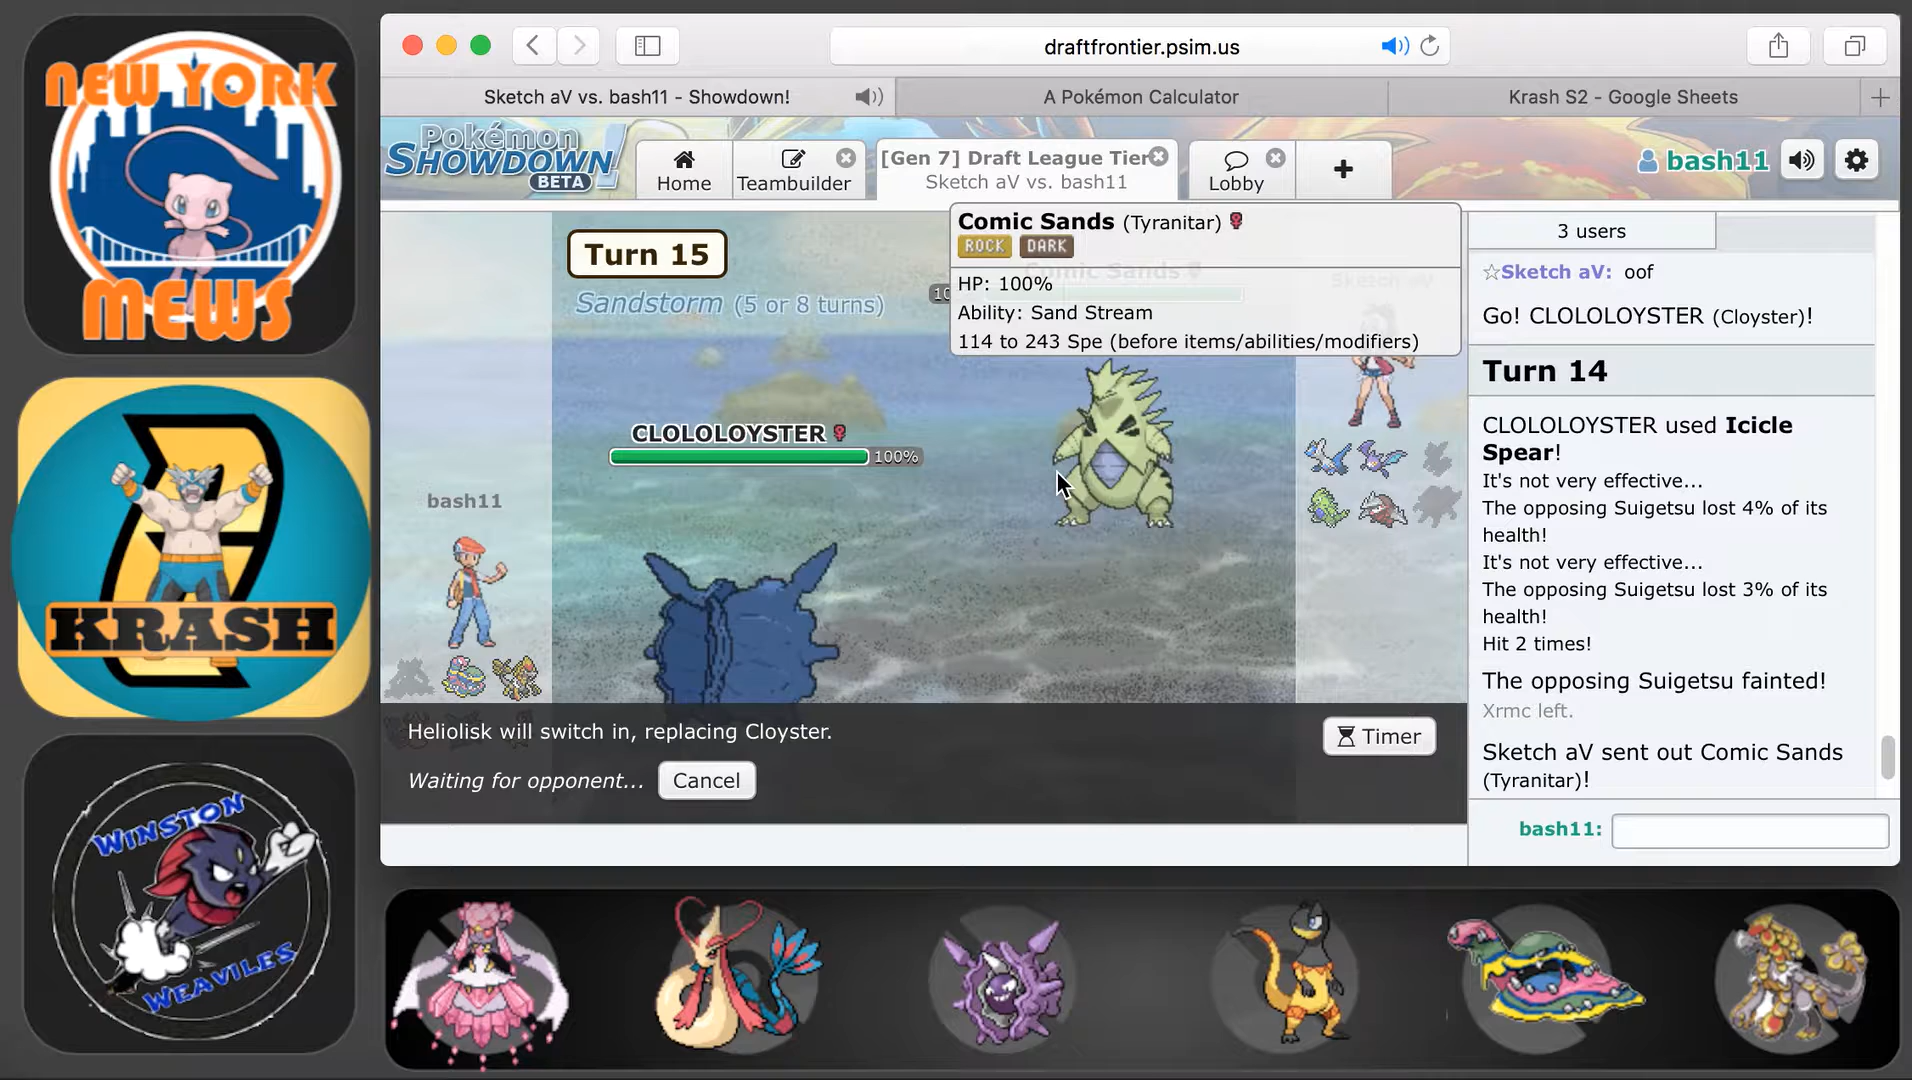 NEW YORK
MEWS
KRASH
WINSTON
WEAVILES
draftfrontier.psim.us
Sketch aV vs. bash11 - Showdown!
A Pokémon Calculator
Krash S2 - Google Sheets
Pokémon
SHOWDOWN!
BETA
Home
Teambuilder
[Gen 7] Draft League Tier
Sketch aV vs. bash11
Lobby
bash11
Turn 15
Sandstorm (5 or 8 turns)
Comic Sands (Tyranitar)
ROCK DARK
HP: 100%
Ability: Sand Stream
114 to 243 Spe (before items/abilities/modifiers)
Comic Sands
Sketch aV
CLOLOLOYSTER
100%
bash11
Heliolisk will switch in, replacing Cloyster.
Waiting for opponent... Cancel
Timer
3 users
☆Sketch aV: oof
Go! CLOLOLOYSTER (Cloyster)!
Turn 14
CLOLOLOYSTER used Icicle
Spear!
It's not very effective...
The opposing Suigetsu lost 4% of its
health!
It's not very effective...
The opposing Suigetsu lost 3% of its
health!
Hit 2 times!
The opposing Suigetsu fainted!
Xrmc left.
Sketch aV sent out Comic Sands
(Tyranitar)!
bash11: